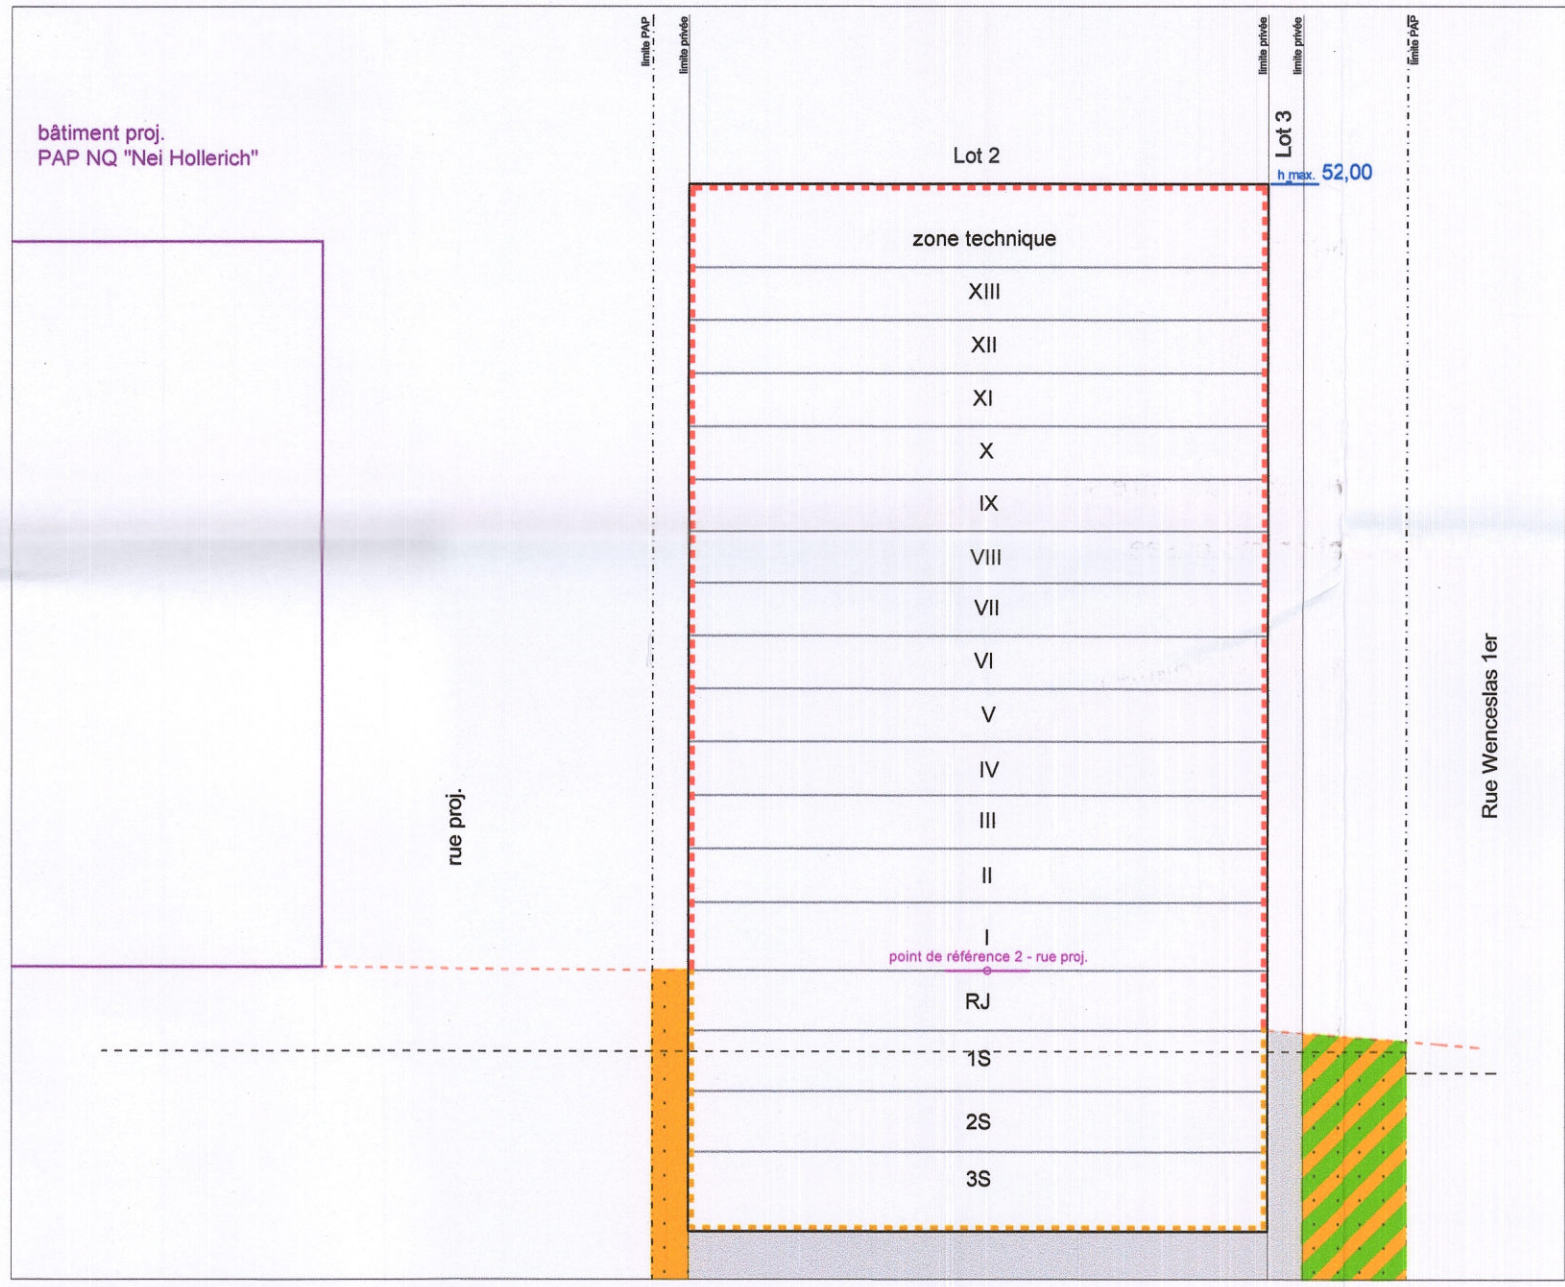 limite PAP
limite privée
limite privée
limite privée
limite PAP
bâtiment proj.
PAP NQ "Nei Hollerich"
Lot 2
Lot 3
h_max. 52,00
zone technique
XIII
XII
XI
X
IX
VIII
VII
VI
V
IV
III
II
I
point de référence 2 - rue proj.
RJ
1S
2S
3S
rue proj.
Rue Wenceslas 1er